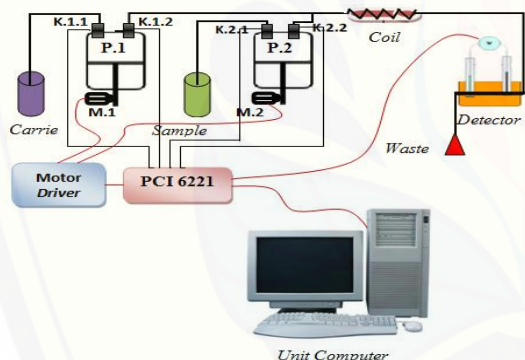 K.1.1 K.1.2
P.1
M.1
Carrie
K.2.1 K.2.2
P.2
M.2
Sample
Coil
Detector
Waste
Motor
Driver
PCI 6221
Unit Computer